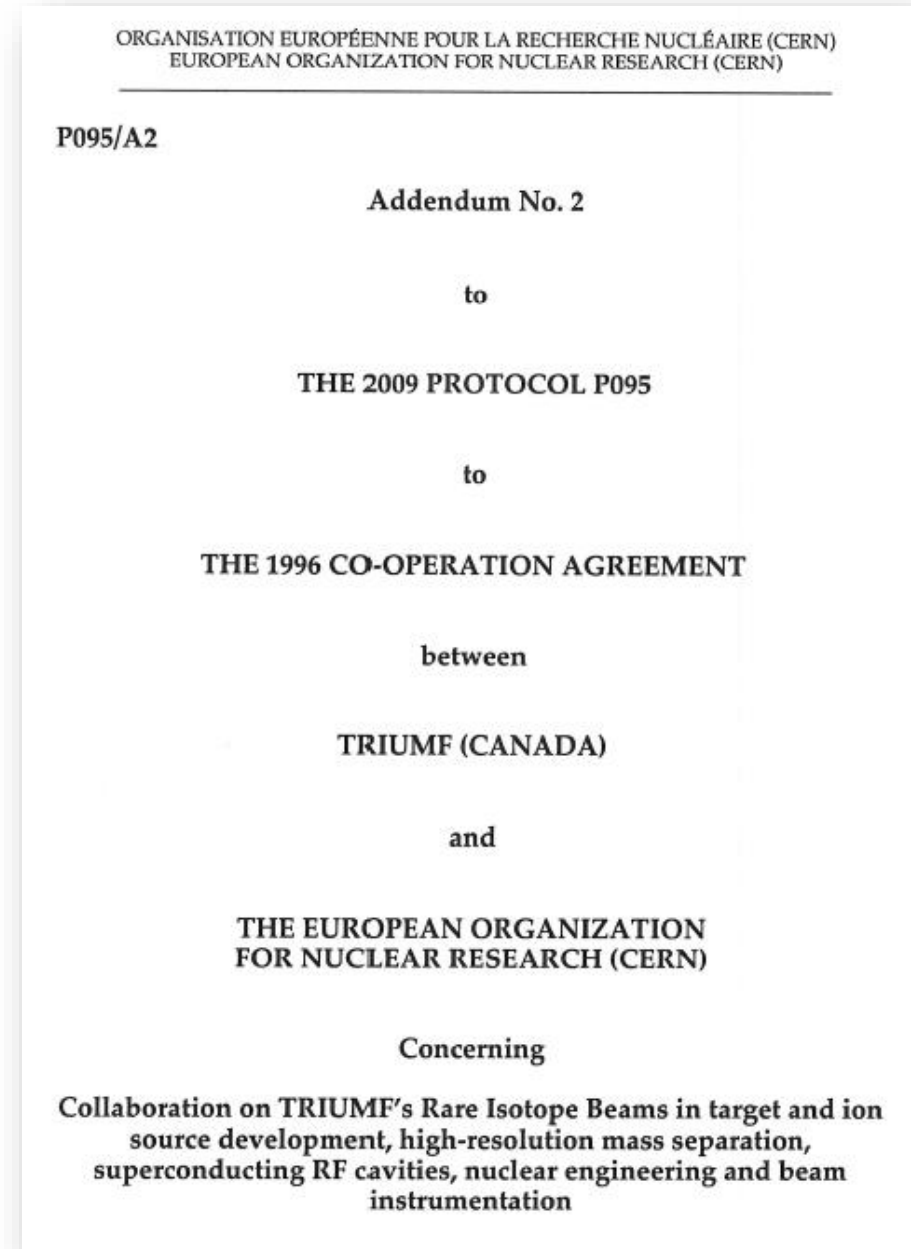 ORGANISATION EUROPÉENNE POUR LA RECHERCHE NUCLÉAIRE (CERN)
EUROPEAN ORGANIZATION FOR NUCLEAR RESEARCH (CERN)
P095/A2
Addendum No. 2
to
THE 2009 PROTOCOL P095
to
THE 1996 CO-OPERATION AGREEMENT
between
TRIUMF (CANADA)
and
THE EUROPEAN ORGANIZATION
FOR NUCLEAR RESEARCH (CERN)
Concerning
Collaboration on TRIUMF's Rare Isotope Beams in target and ion
source development, high-resolution mass separation,
superconducting RF cavities, nuclear engineering and beam
instrumentation